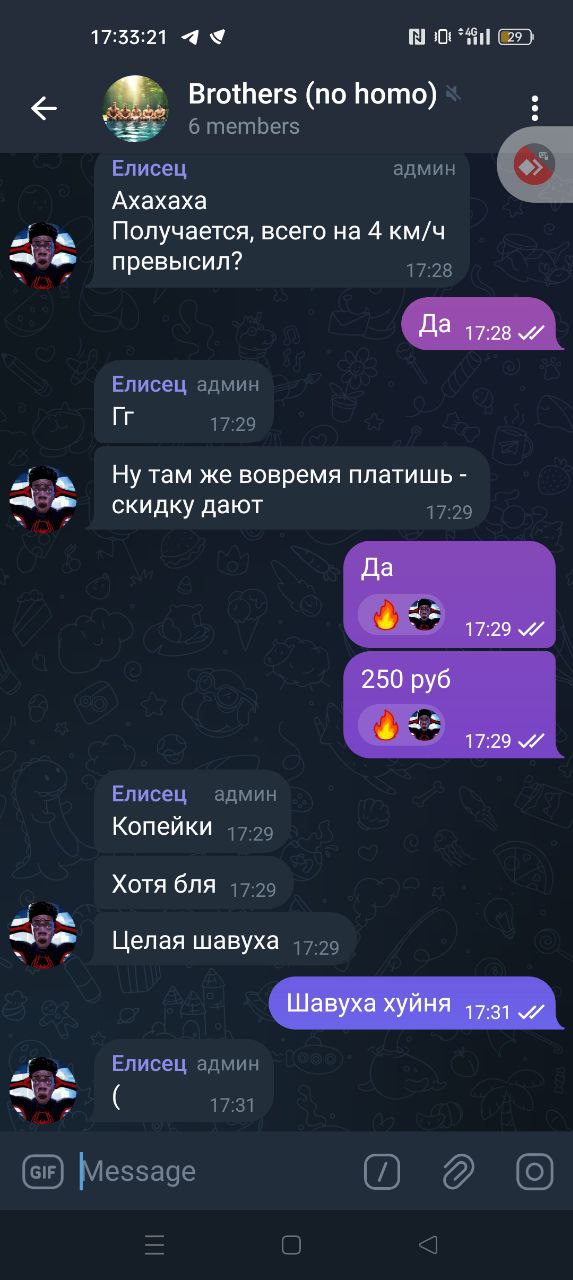 17:33:21
4G
29
Brothers (no homo)
6 members
Елисец админ
Ахахаха
Получается, всего на 4 км/ч
превысил?
17:28
Да 17:28
Елисец админ
Гг 17:29
Ну там же вовремя платишь -
скидку дают
17:29
Да
17:29
250 руб
17:29
Елисец админ
Копейки 17:29
Хотя бля 17:29
Целая шавуха 17:29
Шавуха хуйня 17:31
Елисец админ
( 17:31
GIF Message